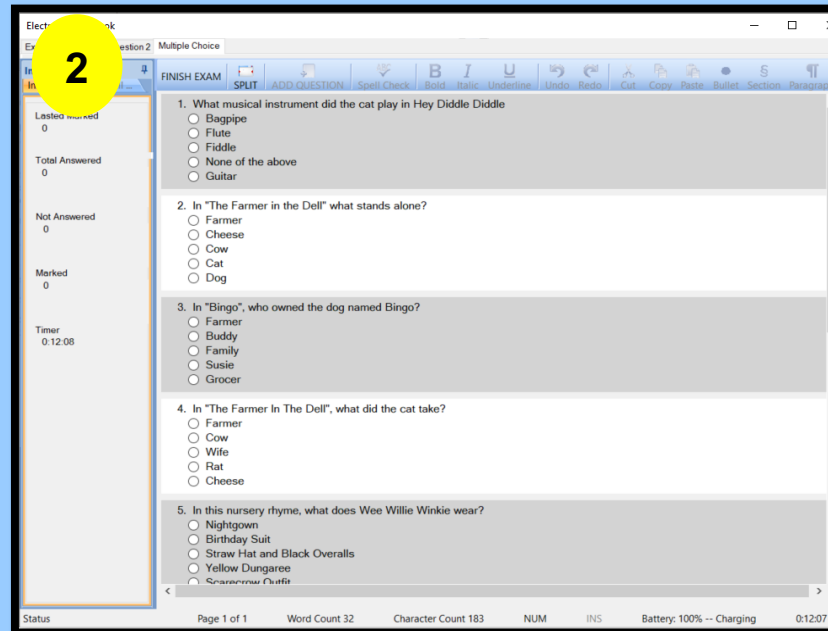 Elect ok
2
Ex estion 2 Multiple Choice
In
In
FINISH EXAM SPLIT ADD QUESTION Spell Check Bold Italic Underline Undo Redo Cut Copy Paste Bullet Section Paragrap
Lasted Marked
0
Total Answered
0
Not Answered
0
Marked
0
Timer
0:12:08
1. What musical instrument did the cat play in Hey Diddle Diddle
Bagpipe
Flute
Fiddle
None of the above
Guitar
2. In "The Farmer in the Dell" what stands alone?
Farmer
Cheese
Cow
Cat
Dog
3. In "Bingo", who owned the dog named Bingo?
Farmer
Buddy
Family
Susie
Grocer
4. In "The Farmer In The Dell", what did the cat take?
Farmer
Cow
Wife
Rat
Cheese
5. In this nursery rhyme, what does Wee Willie Winkie wear?
Nightgown
Birthday Suit
Straw Hat and Black Overalls
Yellow Dungaree
Scarecrow Outfit
Status Page 1 of 1 Word Count 32 Character Count 183 NUM INS Battery: 100% -- Charging 0:12:07